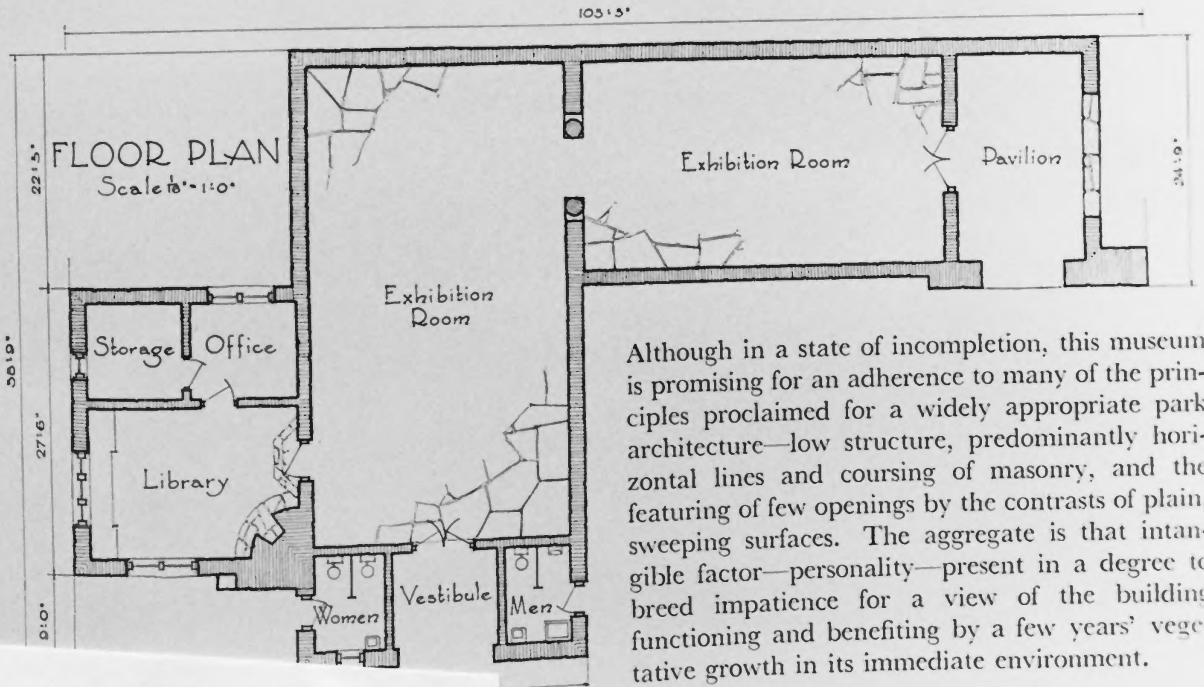 103'3"
FLOOR PLAN
Scale ⅛"=1'-0"
22'3"
58'9"
27'6"
9'0"
24'9"
Exhibition Room
Pavilion
Exhibition
Room
Storage
Office
Library
Women
Vestibule
Men
Although in a state of incompletion, this museum
is promising for an adherence to many of the prin-
ciples proclaimed for a widely appropriate park
architecture—low structure, predominantly hori-
zontal lines and coursing of masonry, and the
featuring of few openings by the contrasts of plain
sweeping surfaces. The aggregate is that intan-
gible factor—personality—present in a degree to
breed impatience for a view of the building
functioning and benefiting by a few years' vege-
tative growth in its immediate environment.